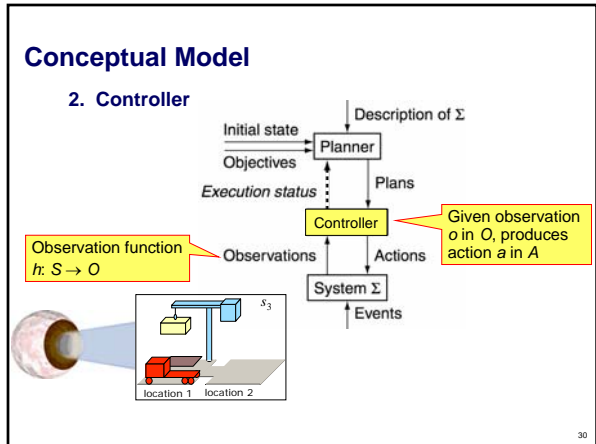 Conceptual Model
2. Controller
Description of Σ
Initial state
Objectives
Planner
Execution status
Plans
Controller
Given observation
o in O, produces
action a in A
Observation function
h: S → O
Observations
Actions
System Σ
Events
s3
location 1
location 2
30